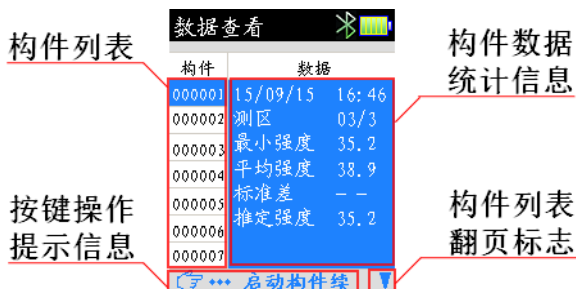 数据查看
构件列表
构件数据
统计信息
构件 数据
000001 15/09/15 16:46
000002 测区 03/3
000003 最小强度 35.2
000004 平均强度 38.9
000005 标准差 --
000006 推定强度 35.2
000007
按键操作
提示信息
构件列表
翻页标志
启动构件续